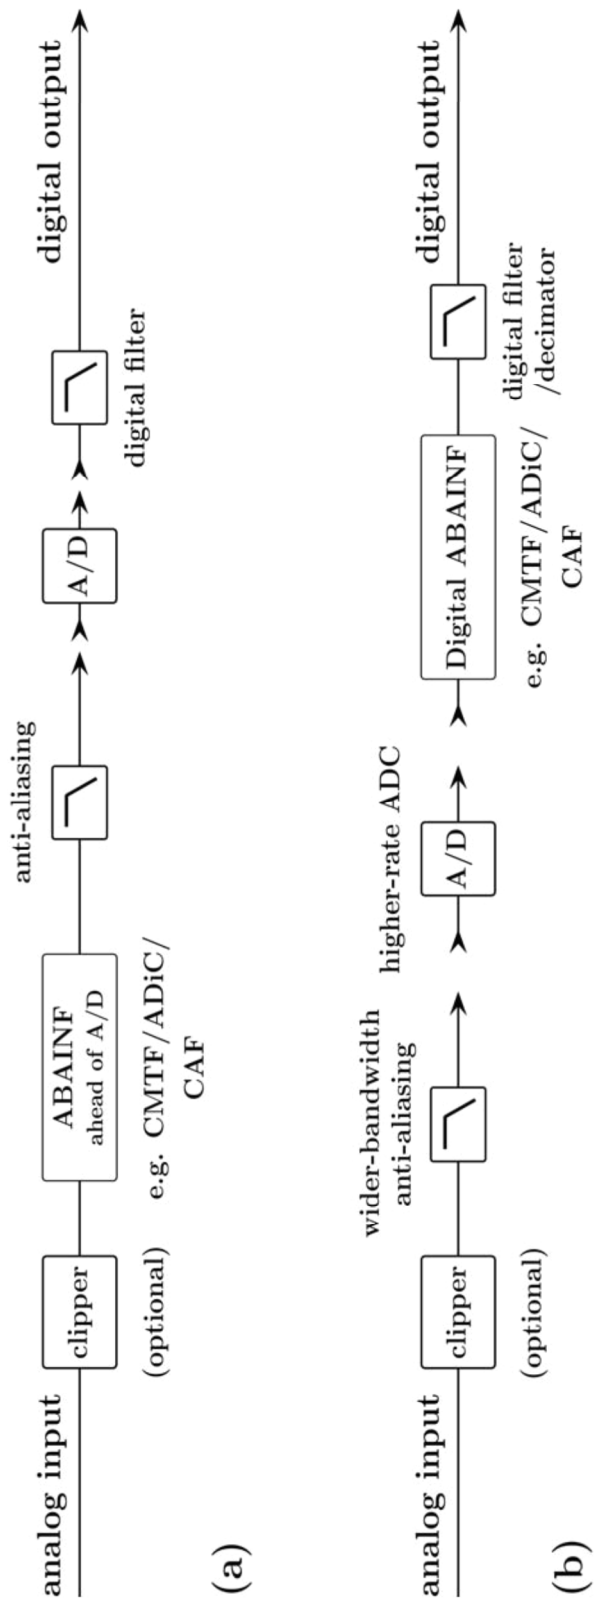 analog input
clipper
(optional)
ABAINF
ahead of A/D
e.g. CMTF/ADiC/
CAF
anti-aliasing
A/D
digital filter
digital output
(a)
analog input
clipper
(optional)
wider-bandwidth
anti-aliasing
higher-rate ADC
A/D
Digital ABAINF
e.g. CMTF/ADiC/
CAF
digital filter
/decimator
digital output
(b)